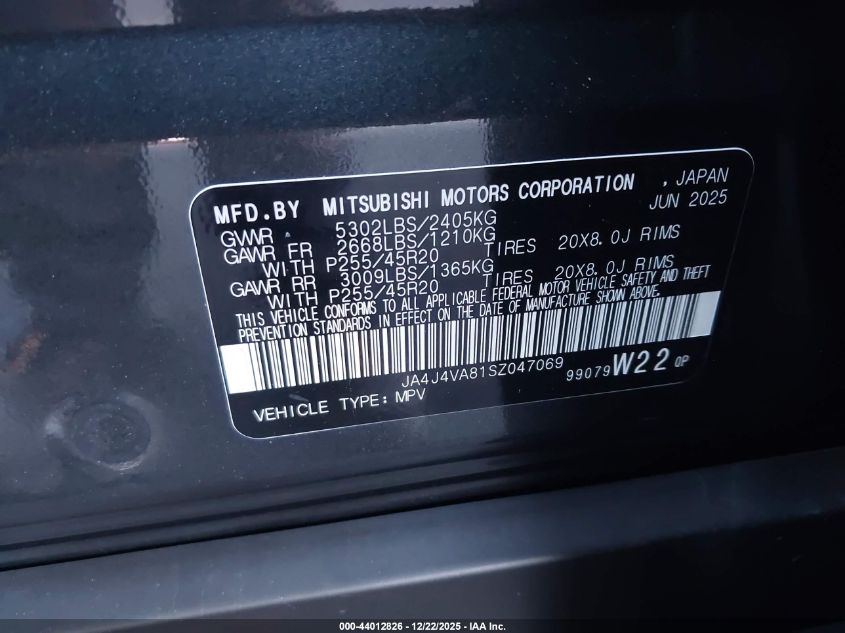 MFD.BY MITSUBISHI MOTORS CORPORATION , JAPAN
JUN 2025
GVWR 5302LBS/2405KG
GAWR FR 2668LBS/1210KG
WITH P255/45R20 TIRES 20X8.0J RIMS
GAWR RR 3009LBS/1365KG
WITH P255/45R20 TIRES 20X8.0J RIMS
THIS VEHICLE CONFORMS TO ALL APPLICABLE FEDERAL MOTOR VEHICLE SAFETY AND THEFT
PREVENTION STANDARDS IN EFFECT ON THE DATE OF MANUFACTURE SHOWN ABOVE.
JA4J4VA81SZ047069
99079 W22 0P
VEHICLE TYPE: MPV
000-44012826 - 12/22/2025 - IAA Inc.